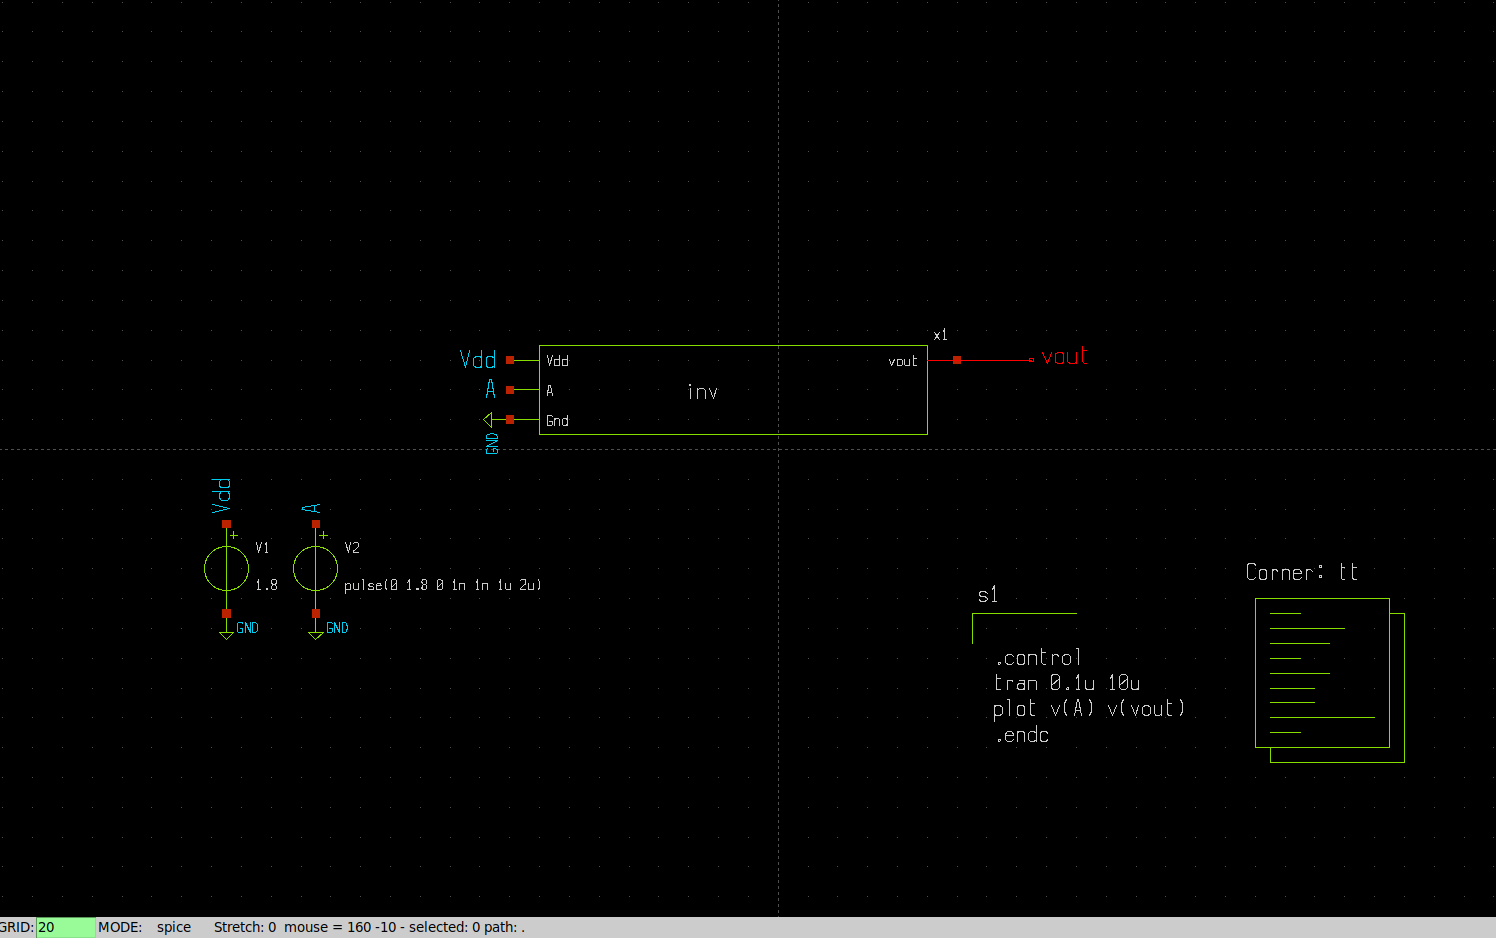 x1
Vdd
Vdd
vout
vout
A
A
inv
Gnd
GND
Vdd
A
+
V1
1.8
GND
+
V2
pulse(0 1.8 0 1n 1n 1u 2u)
GND
s1
.control
tran 0.1u 10u
plot v(A) v(vout)
.endc
Corner: tt
GRID: 20 MODE: spice Stretch: 0 mouse = 160 -10 - selected: 0 path: .